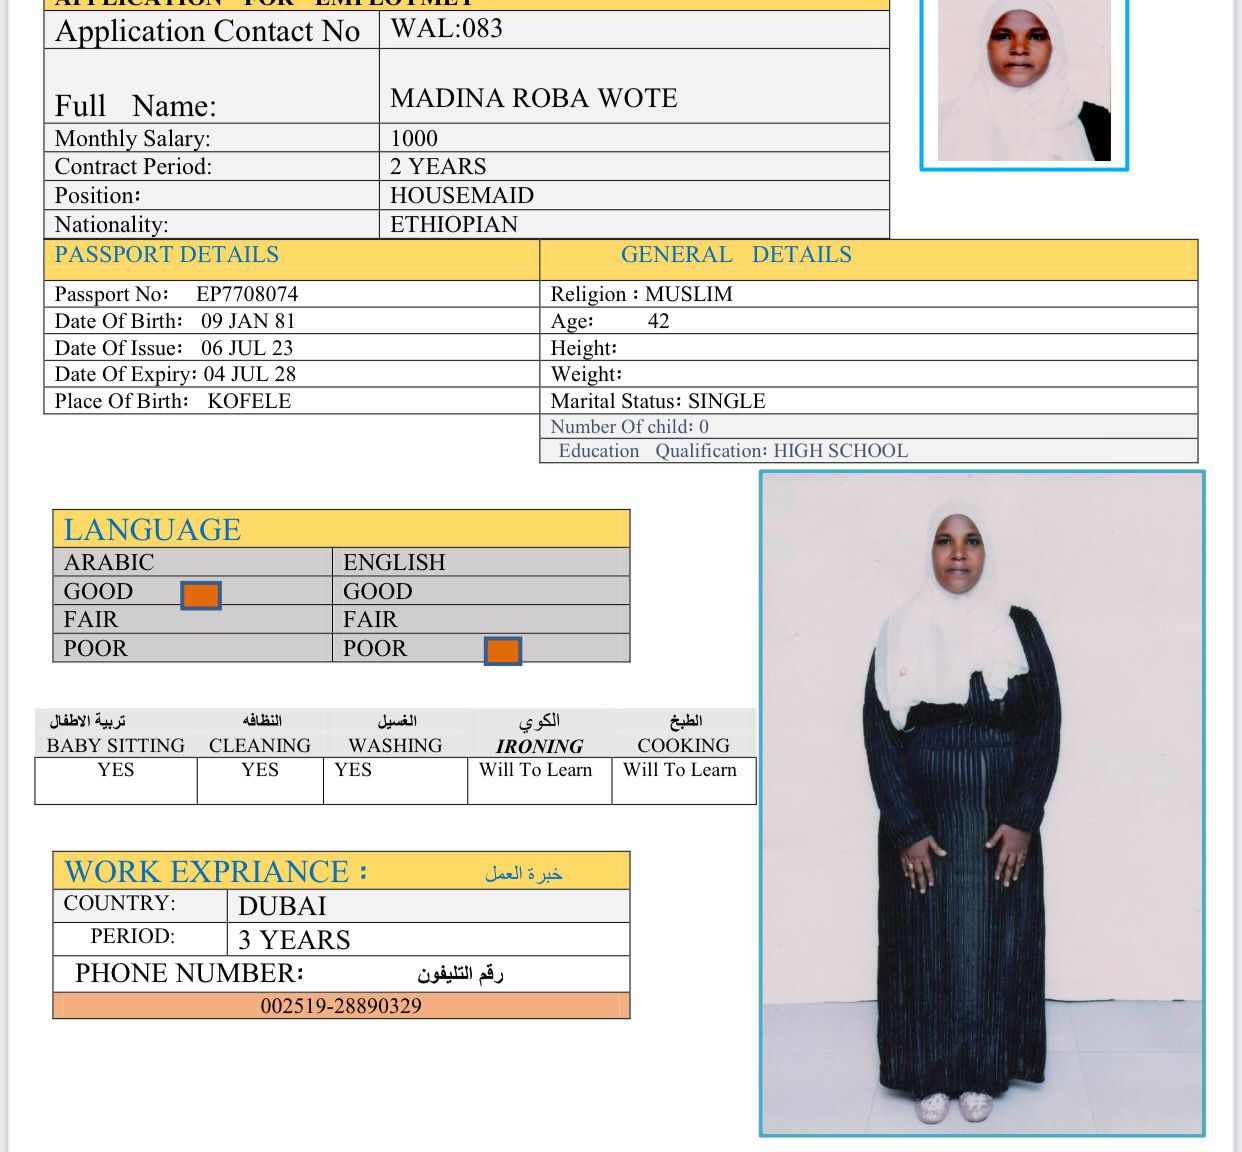 APPLICATION FOR EMPLOYMET
Application Contact No WAL:083
Full Name: MADINA ROBA WOTE
Monthly Salary: 1000
Contract Period: 2 YEARS
Position: HOUSEMAID
Nationality: ETHIOPIAN
PASSPORT DETAILS GENERAL DETAILS
Passport No: EP7708074 Religion : MUSLIM
Date Of Birth: 09 JAN 81 Age: 42
Date Of Issue: 06 JUL 23 Height:
Date Of Expiry: 04 JUL 28 Weight:
Place Of Birth: KOFELE Marital Status: SINGLE
Number Of child: 0
Education Qualification: HIGH SCHOOL
LANGUAGE
ARABIC ENGLISH
GOOD GOOD
FAIR FAIR
POOR POOR
تربية الاطفال النظافه الغسيل الكوي الطبخ
BABY SITTING CLEANING WASHING IRONING COOKING
YES YES YES Will To Learn Will To Learn
WORK EXPRIANCE : خبرة العمل
COUNTRY: DUBAI
PERIOD: 3 YEARS
PHONE NUMBER: رقم التليفون
002519-28890329